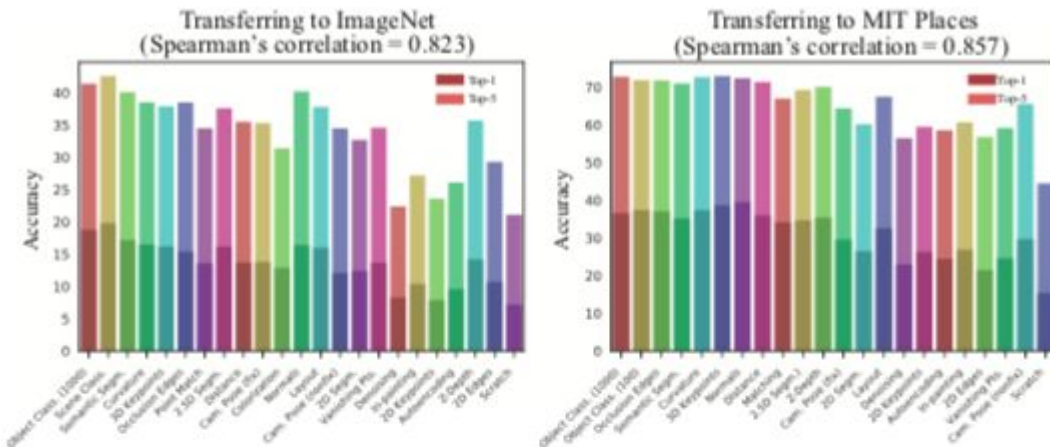 Transferring to ImageNet
(Spearman's correlation = 0.823)
Accuracy
40
35
30
25
20
15
10
5
0
Top-1
Top-5
Object Class. (1000)
Scene Class.
Semantic Segm.
Curvature
3D Keypoints
Occlusion Edges
Point Match
2.5D Segm.
Distance
Cam. Pose (fix)
Colorization
Normals
Layout
Cam. Pose (nonfix)
2D Segm.
Vanishing Pts.
Denoising
In-painting
2D Keypoints
Autoencoding
Z-Depth
2D Edges
Scratch
Transferring to MIT Places
(Spearman's correlation = 0.857)
Accuracy
70
60
50
40
30
20
10
0
Top-1
Top-5
Object Class. (1000)
Object Class. (100)
Occlusion Edges
Semantic Segm.
Curvature
3D Keypoints
Normals
Distance
Matching
2.5D Segm.)
Z-Depth
Cam. Pose (fix)
2D Segm.
Layout
Denoising
2D Keypoints
Autoencoding
In-painting
2D Edges
Vanishing Pts.
Cam. Pose (nonfix)
Scratch